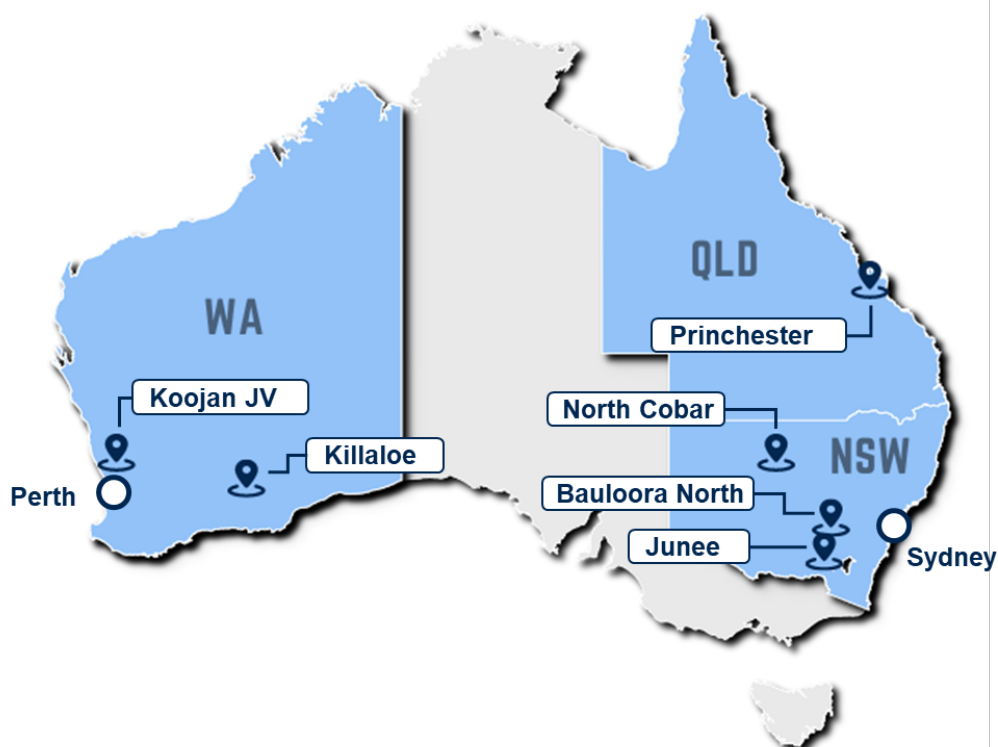 QLD
WA
Princhester
Koojan JV
North Cobar
NSW
Killaloe
Bauloora North
Perth
Junee
Sydney